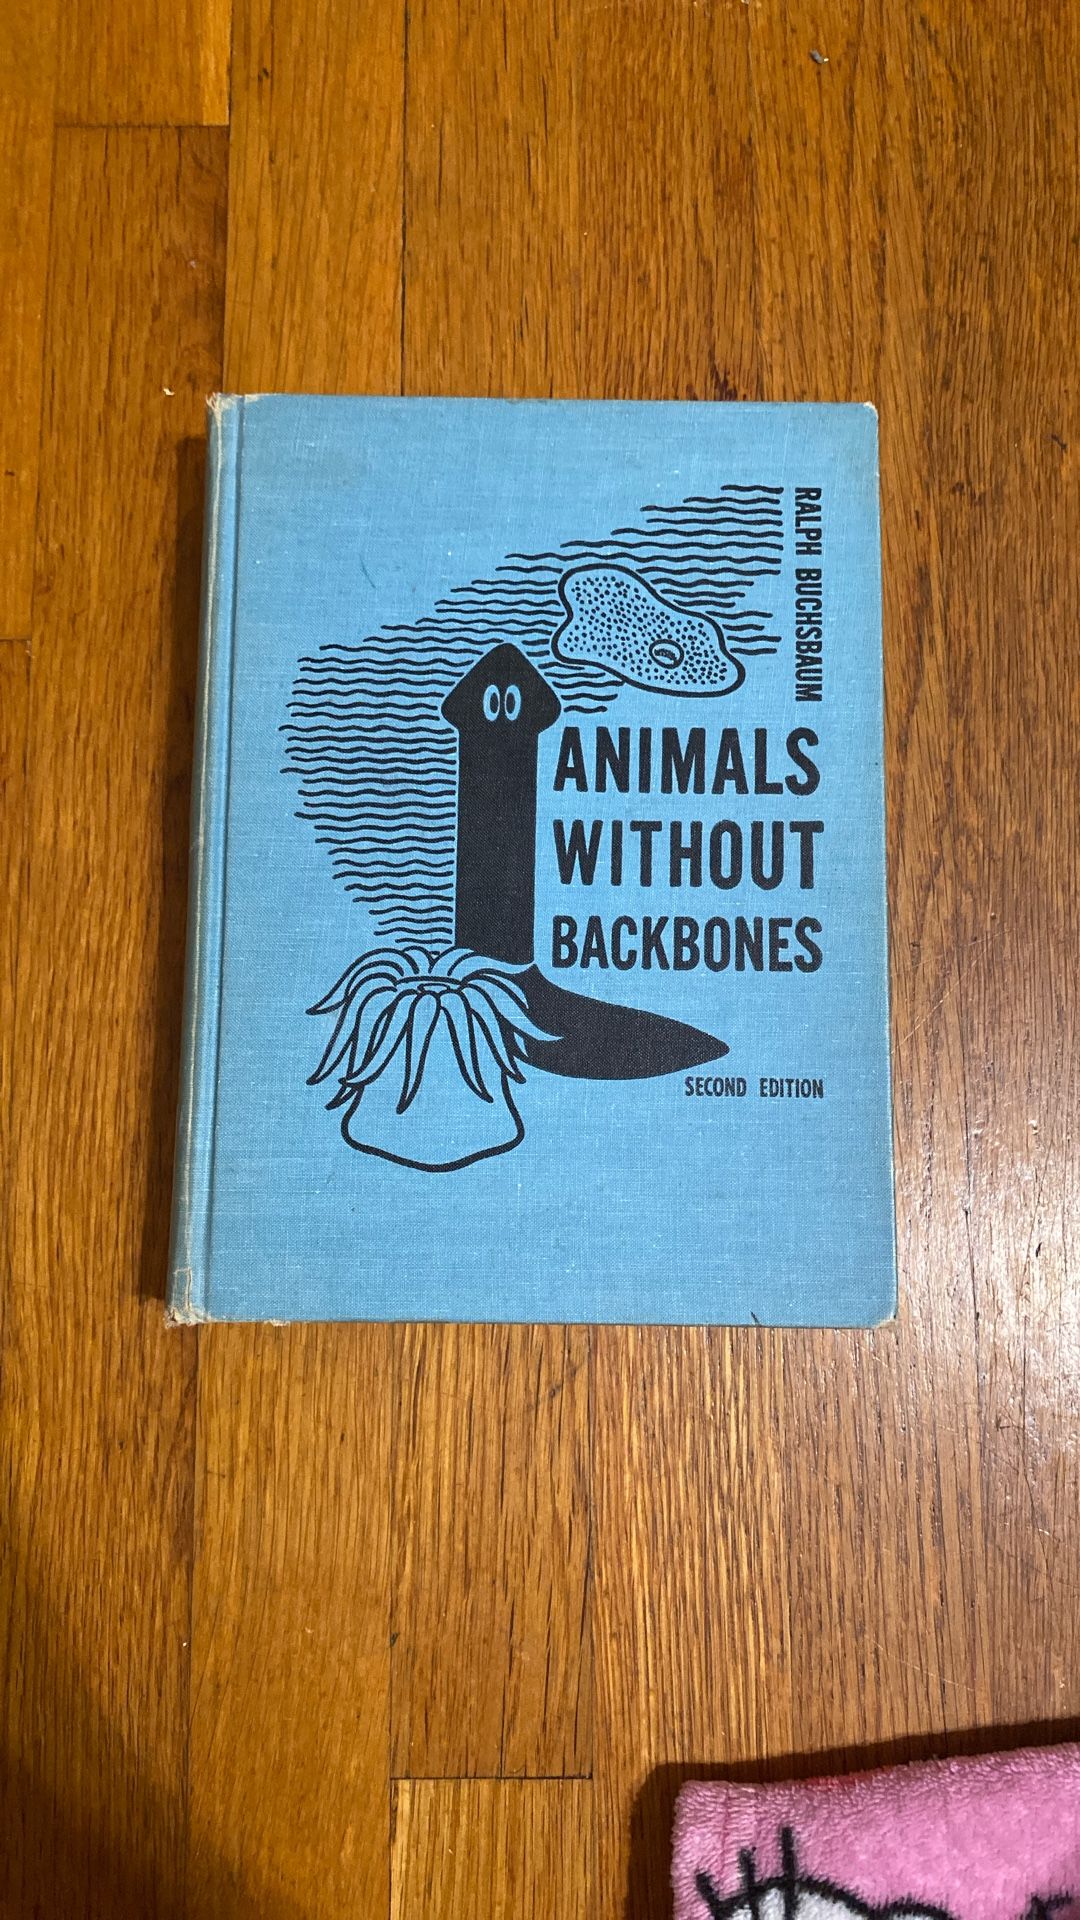 RALPH BUCHSBAUM
ANIMALS
WITHOUT
BACKBONES
SECOND EDITION